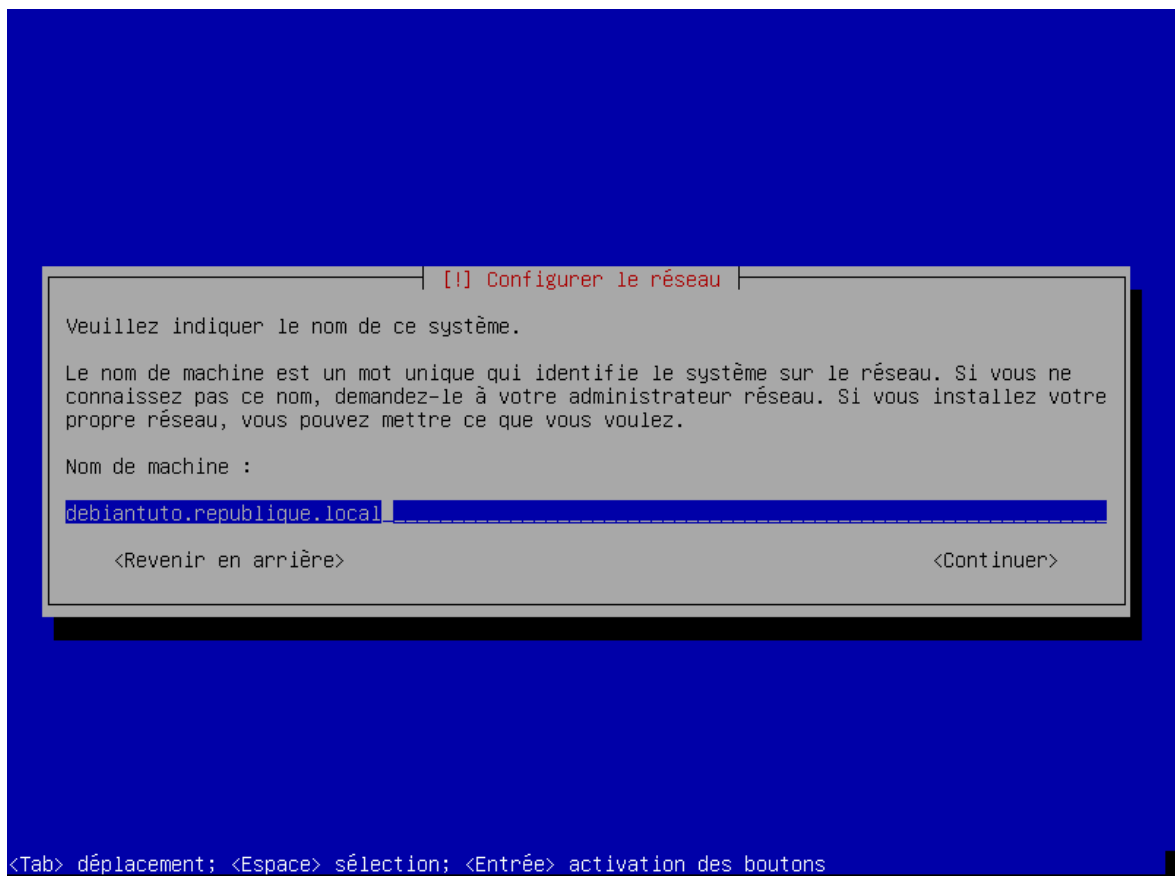 [!] Configurer le réseau
Veuillez indiquer le nom de ce système.
Le nom de machine est un mot unique qui identifie le système sur le réseau. Si vous ne
connaissez pas ce nom, demandez-le à votre administrateur réseau. Si vous installez votre
propre réseau, vous pouvez mettre ce que vous voulez.
Nom de machine :
debiantuto.republique.local
<Revenir en arrière> <Continuer>
<Tab> déplacement; <Espace> sélection; <Entrée> activation des boutons